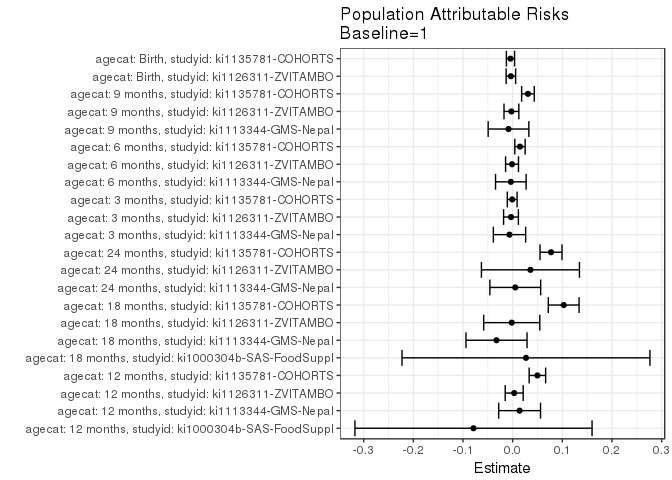 Population Attributable Risks
Baseline=1
agecat: Birth, studyid: ki1135781-COHORTS
agecat: Birth, studyid: ki1126311-ZVITAMBO
agecat: 9 months, studyid: ki1135781-COHORTS
agecat: 9 months, studyid: ki1126311-ZVITAMBO
agecat: 9 months, studyid: ki1113344-GMS-Nepal
agecat: 6 months, studyid: ki1135781-COHORTS
agecat: 6 months, studyid: ki1126311-ZVITAMBO
agecat: 6 months, studyid: ki1113344-GMS-Nepal
agecat: 3 months, studyid: ki1135781-COHORTS
agecat: 3 months, studyid: ki1126311-ZVITAMBO
agecat: 3 months, studyid: ki1113344-GMS-Nepal
agecat: 24 months, studyid: ki1135781-COHORTS
agecat: 24 months, studyid: ki1126311-ZVITAMBO
agecat: 24 months, studyid: ki1113344-GMS-Nepal
agecat: 18 months, studyid: ki1135781-COHORTS
agecat: 18 months, studyid: ki1126311-ZVITAMBO
agecat: 18 months, studyid: ki1113344-GMS-Nepal
agecat: 18 months, studyid: ki1000304b-SAS-FoodSuppl
agecat: 12 months, studyid: ki1135781-COHORTS
agecat: 12 months, studyid: ki1126311-ZVITAMBO
agecat: 12 months, studyid: ki1113344-GMS-Nepal
agecat: 12 months, studyid: ki1000304b-SAS-FoodSuppl
-0.3 -0.2 -0.1 0.0 0.1 0.2 0.3
Estimate